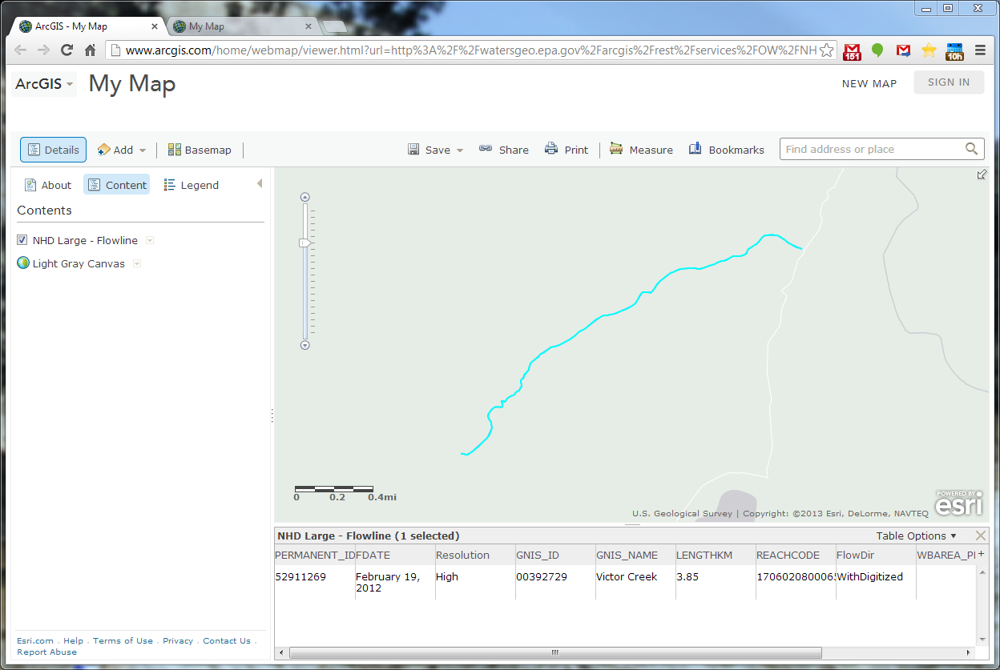 ArcGIS - My Map
My Map
www.arcgis.com/home/webmap/viewer.html?url=http%3A%2F%2Fwatersgeo.epa.gov%2Farcgis%2Frest%2Fservices%2FOW%2FNH
151
10h
ArcGIS My Map
NEW MAP SIGN IN
Details Add Basemap Save Share Print Measure Bookmarks Find address or place
About Content Legend
Contents
NHD Large - Flowline
Light Gray Canvas
0 0.2 0.4mi
POWERED BY
esri
U.S. Geological Survey | Copyright: ©2013 Esri, DeLorme, NAVTEQ
NHD Large - Flowline (1 selected) Table Options
PERMANENT_ID FDATE Resolution GNIS_ID GNIS_NAME LENGTHKM REACHCODE FlowDir WBAREA_P +
52911269 February 19, High 00392729 Victor Creek 3.85 1706020800065 WithDigitized
2012
Esri.com . Help . Terms of Use . Privacy . Contact Us .
Report Abuse